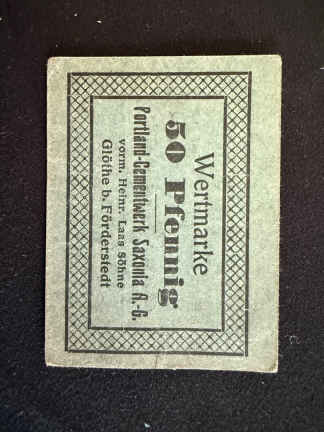 Wertmarke
50 Pfennig
Portland-Cementwerk Saxonia A.-G.
vorm. Heinr. Laas Söhne
Glöthe b. Förderstedt